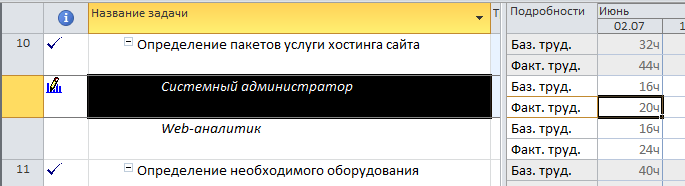 Название задачи Т Подробности Июнь
02.07 1
10 Определение пакетов услуги хостинга сайта Баз. труд. 32ч
Факт. труд. 44ч
Системный администратор Баз. труд. 16ч
Факт. труд. 20ч
Web-аналитик Баз. труд. 16ч
Факт. труд. 24ч
11 Определение необходимого оборудования Баз. труд. 40ч